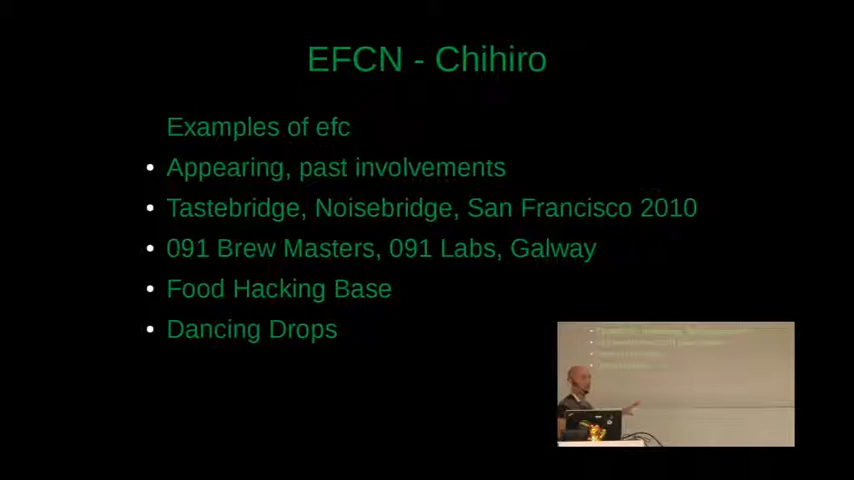 EFCN - Chihiro
Examples of efc
Appearing, past involvements
Tastebridge, Noisebridge, San Francisco 2010
091 Brew Masters, 091 Labs, Galway
Food Hacking Base
Dancing Drops